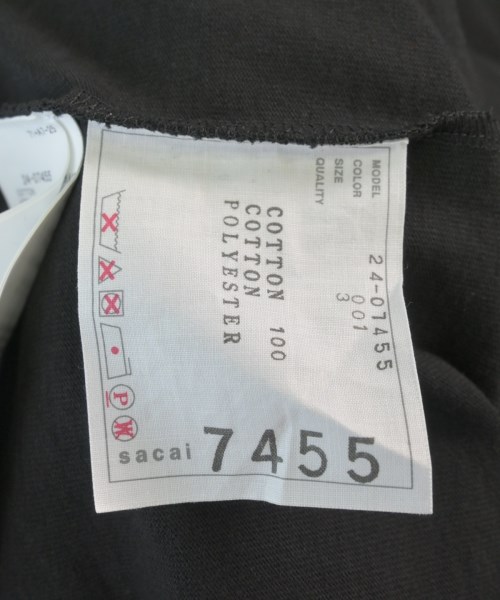 MODEL 24-07455
COLOR 001
SIZE 3
QUALITY
COTTON 100
COTTON
POLYESTER
P
W
sacai 7455